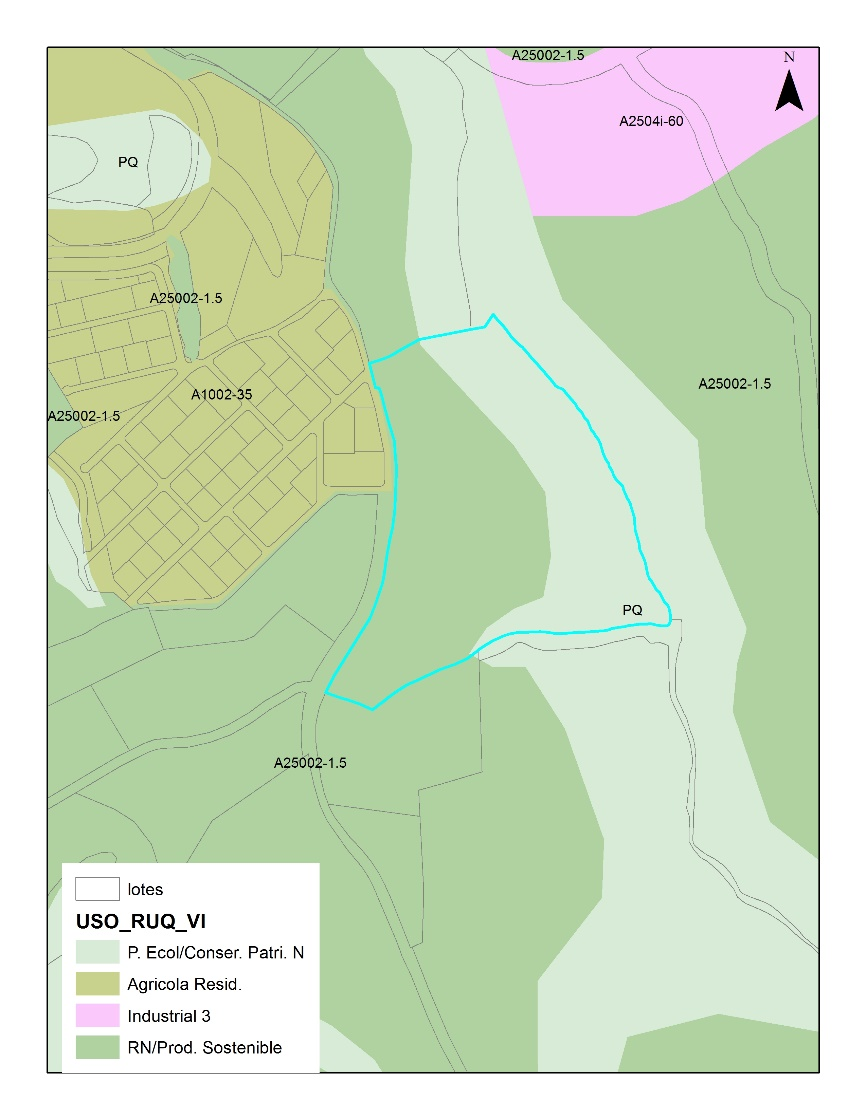 A25002-1.5
N
A2504i-60
PQ
A25002-1.5
A25002-1.5
A1002-35
A25002-1.5
PQ
A25002-1.5
lotes
USO_RUQ_VI
P. Ecol/Conser. Patri. N
Agricola Resid.
Industrial 3
RN/Prod. Sostenible